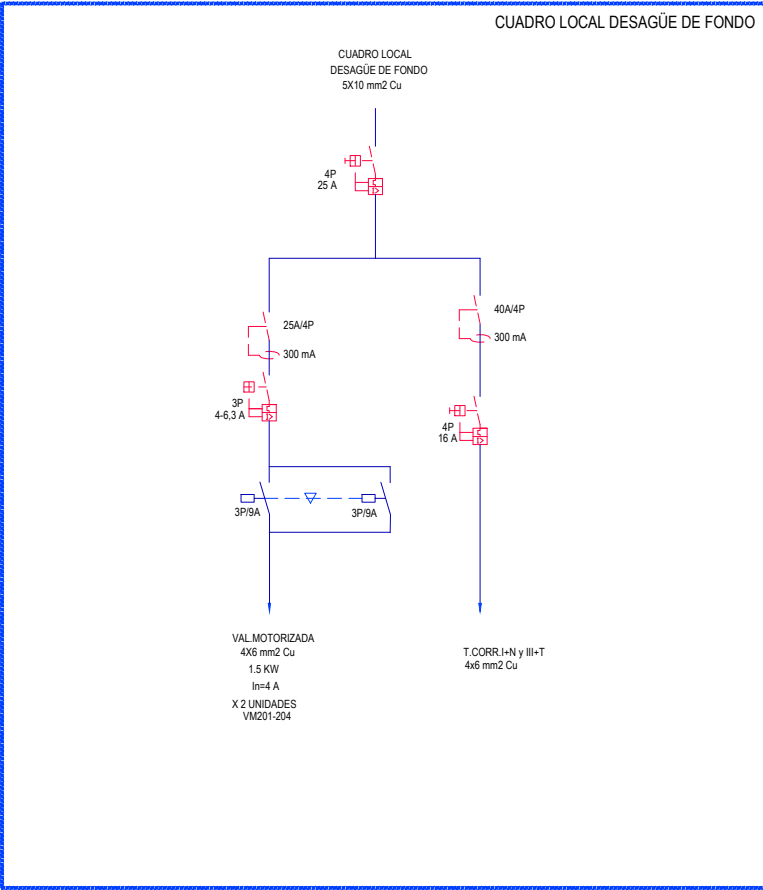 CUADRO LOCAL DESAGÜE DE FONDO
CUADRO LOCAL
DESAGÜE DE FONDO
5X10 mm2 Cu
4P
25 A
25A/4P
300 mA
40A/4P
300 mA
3P
4-6,3 A
4P
16 A
3P/9A
3P/9A
VAL.MOTORIZADA
4X6 mm2 Cu
1.5 KW
In=4 A
X 2 UNIDADES
VM201-204
T.CORR.I+N y III+T
4x6 mm2 Cu